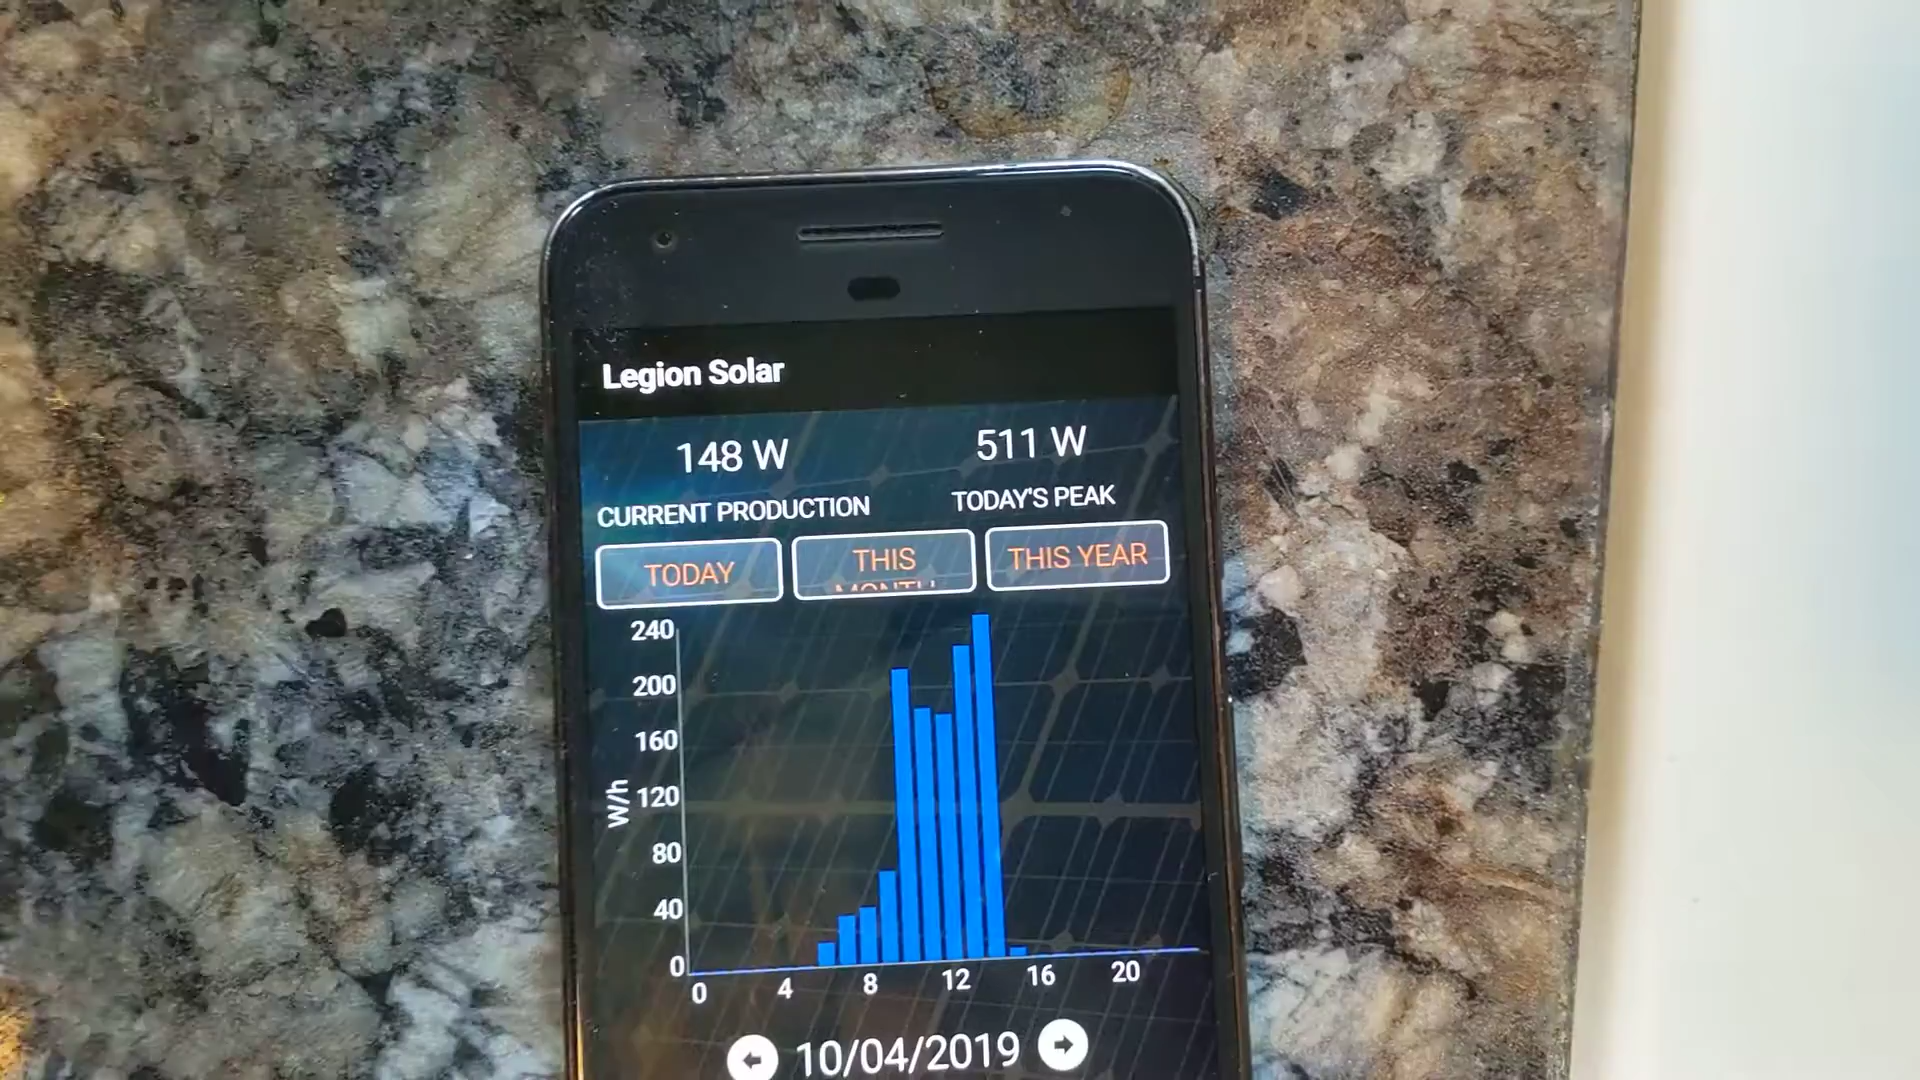 Legion Solar
148 W
511 W
CURRENT PRODUCTION
TODAY'S PEAK
TODAY
THIS
MONTH
THIS YEAR
240
200
160
120
80
40
0
W/h
0 4 8 12 16 20
10/04/2019